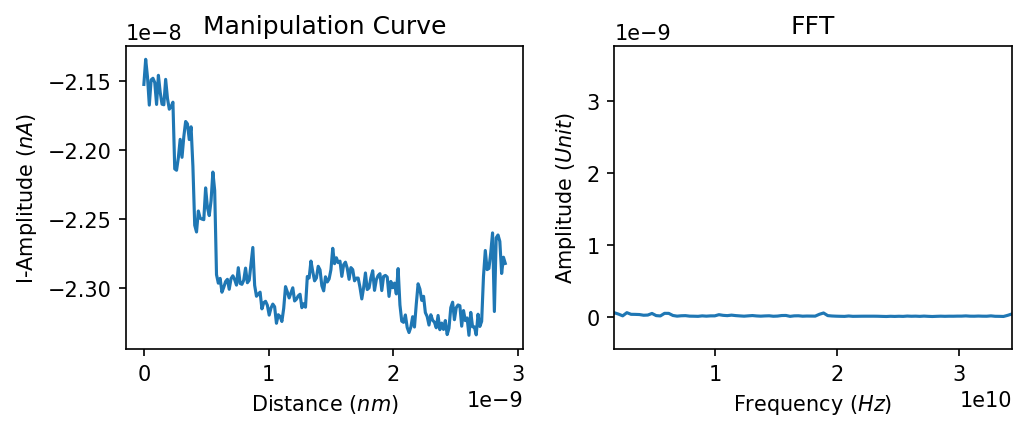 Manipulation Curve
1e−8
−2.15
−2.20
−2.25
−2.30
I-Amplitude (nA)
0
1
2
3
1e−9
Distance (nm)
FFT
1e−9
3
2
1
0
Amplitude (Unit)
1
2
3
1e10
Frequency (Hz)